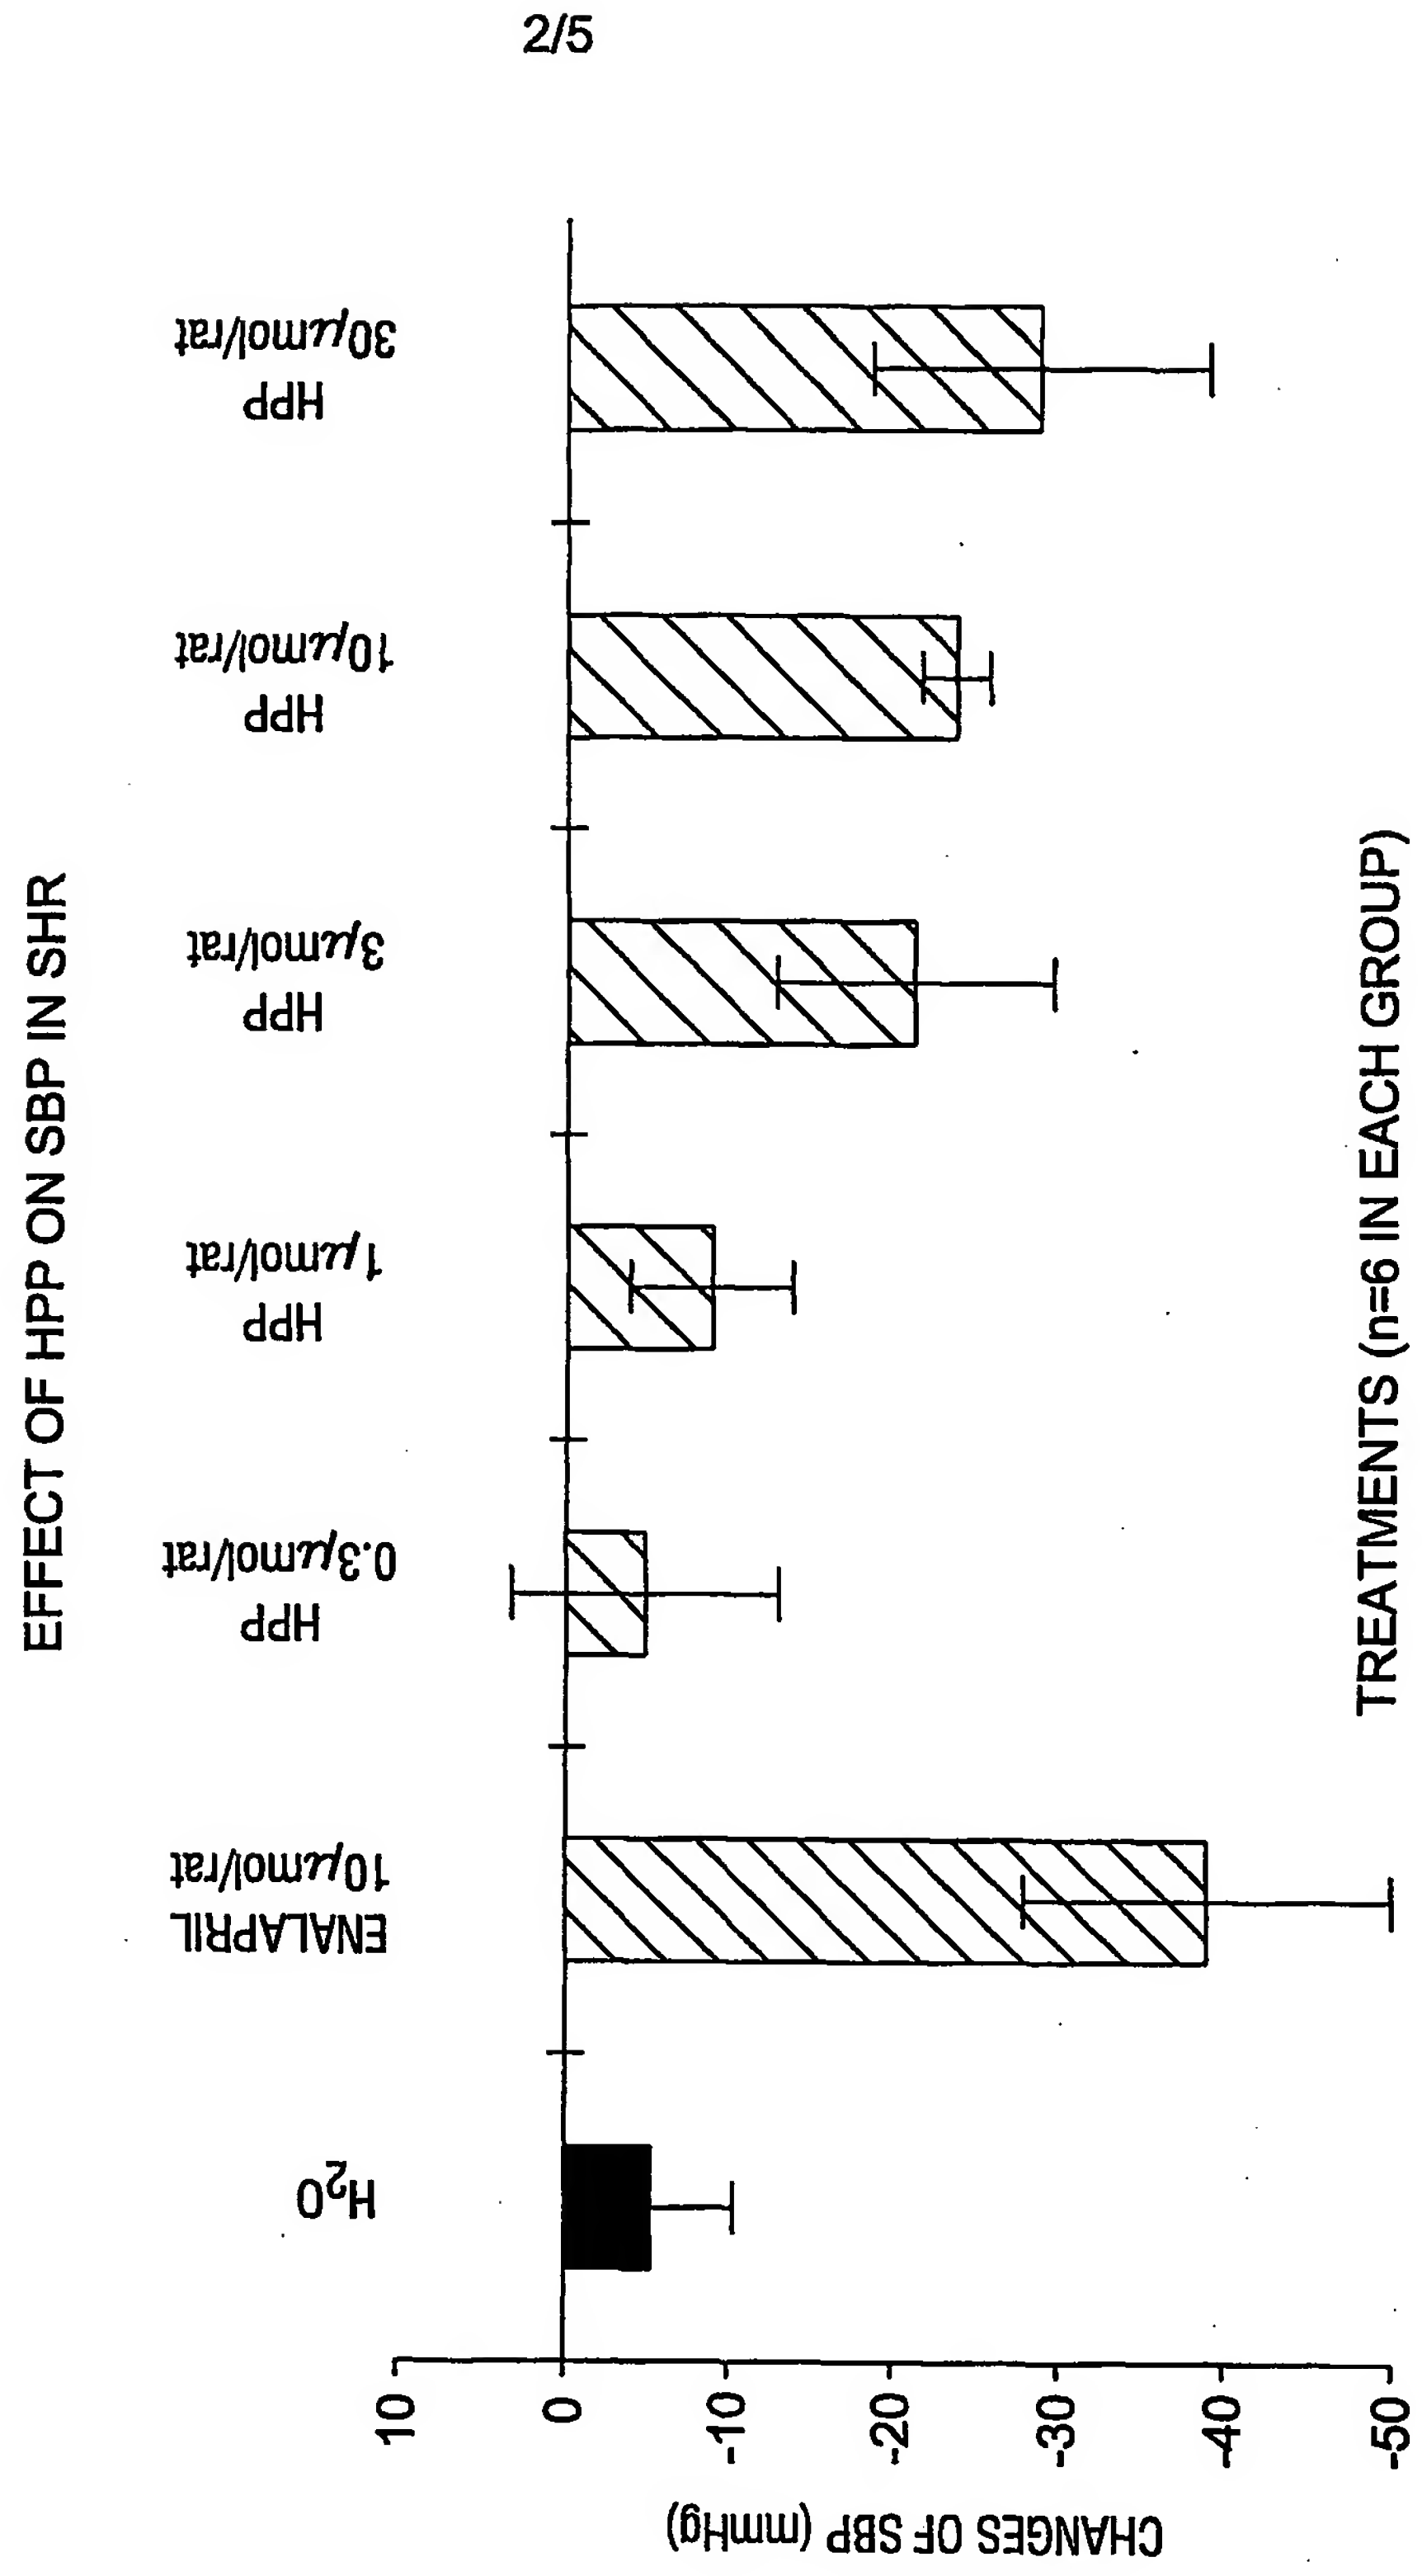 2/5
EFFECT OF HPP ON SBP IN SHR
H₂O
ENALAPRIL
10μmol/rat
HPP
0.3μmol/rat
HPP
1μmol/rat
HPP
3μmol/rat
HPP
10μmol/rat
HPP
30μmol/rat
CHANGES OF SBP (mmHg)
10
0
-10
-20
-30
-40
-50
TREATMENTS (n=6 IN EACH GROUP)